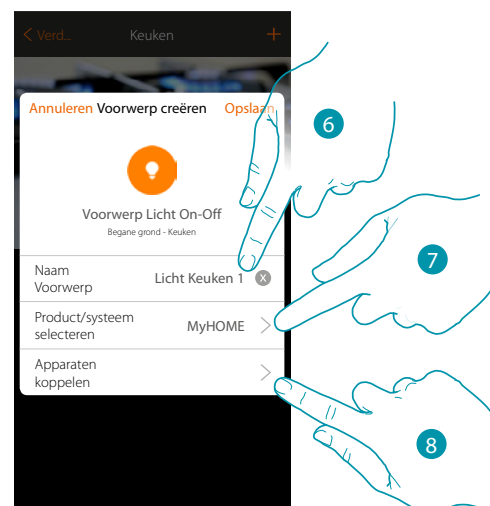 Verd... Keuken +
Annuleren Voorwerp creëren Opslaan
Voorwerp Licht On-Off
Begane grond - Keuken
Naam
Voorwerp
Licht Keuken 1 X
Product/systeem
selecteren
MyHOME
Apparaten
koppelen
6
7
8